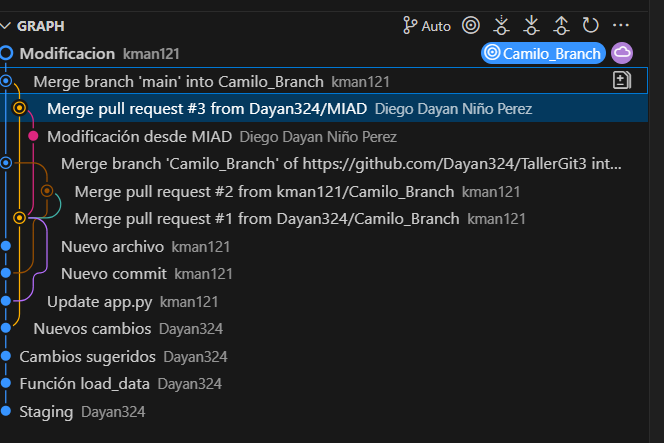 GRAPH Auto
Modificacion kman121 Camilo_Branch
Merge branch 'main' into Camilo_Branch kman121
Merge pull request #3 from Dayan324/MIAD Diego Dayan Niño Perez
Modificación desde MIAD Diego Dayan Niño Perez
Merge branch 'Camilo_Branch' of https://github.com/Dayan324/TallerGit3 int...
Merge pull request #2 from kman121/Camilo_Branch kman121
Merge pull request #1 from Dayan324/Camilo_Branch kman121
Nuevo archivo kman121
Nuevo commit kman121
Update app.py kman121
Nuevos cambios Dayan324
Cambios sugeridos Dayan324
Función load_data Dayan324
Staging Dayan324